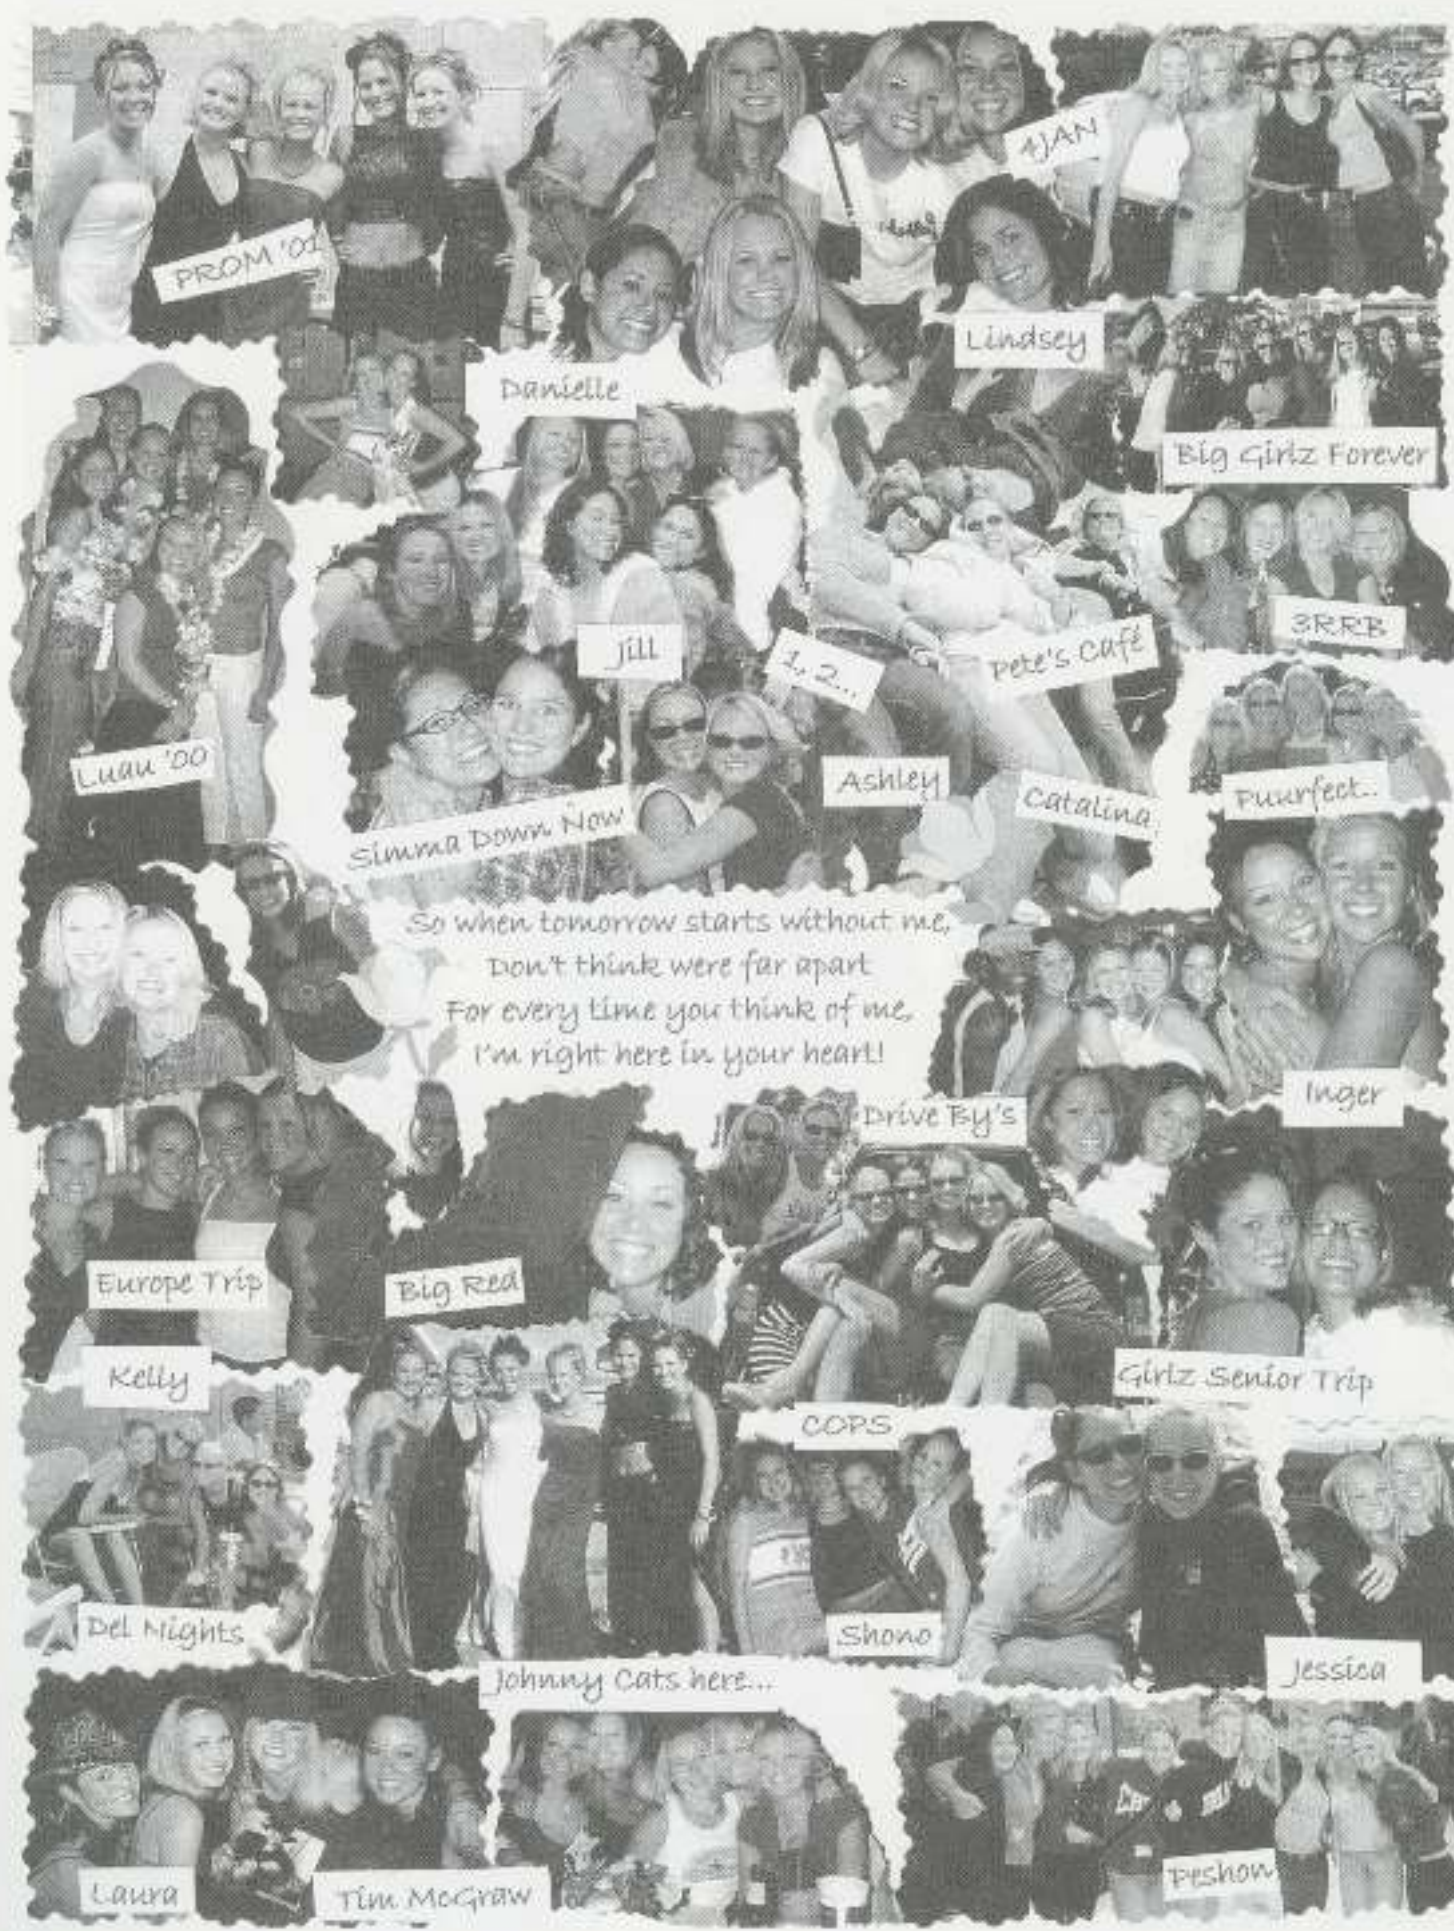 4JAN
PROM '01
Lindsey
Danielle
Big Girlz Forever
3RRB
Jill
1, 2...
Pete's Café
Luau '00
Ashley
Catalina
Puurfect..
Simma Down Now
So when tomorrow starts without me,
Don't think were far apart
For every time you think of me,
I'm right here in your heart!
Inger
Drive By's
Europe Trip
Big Red
Kelly
Girlz Senior Trip
COPS
Del Nights
Shono
Johnny Cats here...
Jessica
Laura
Tim McGraw
Peshon